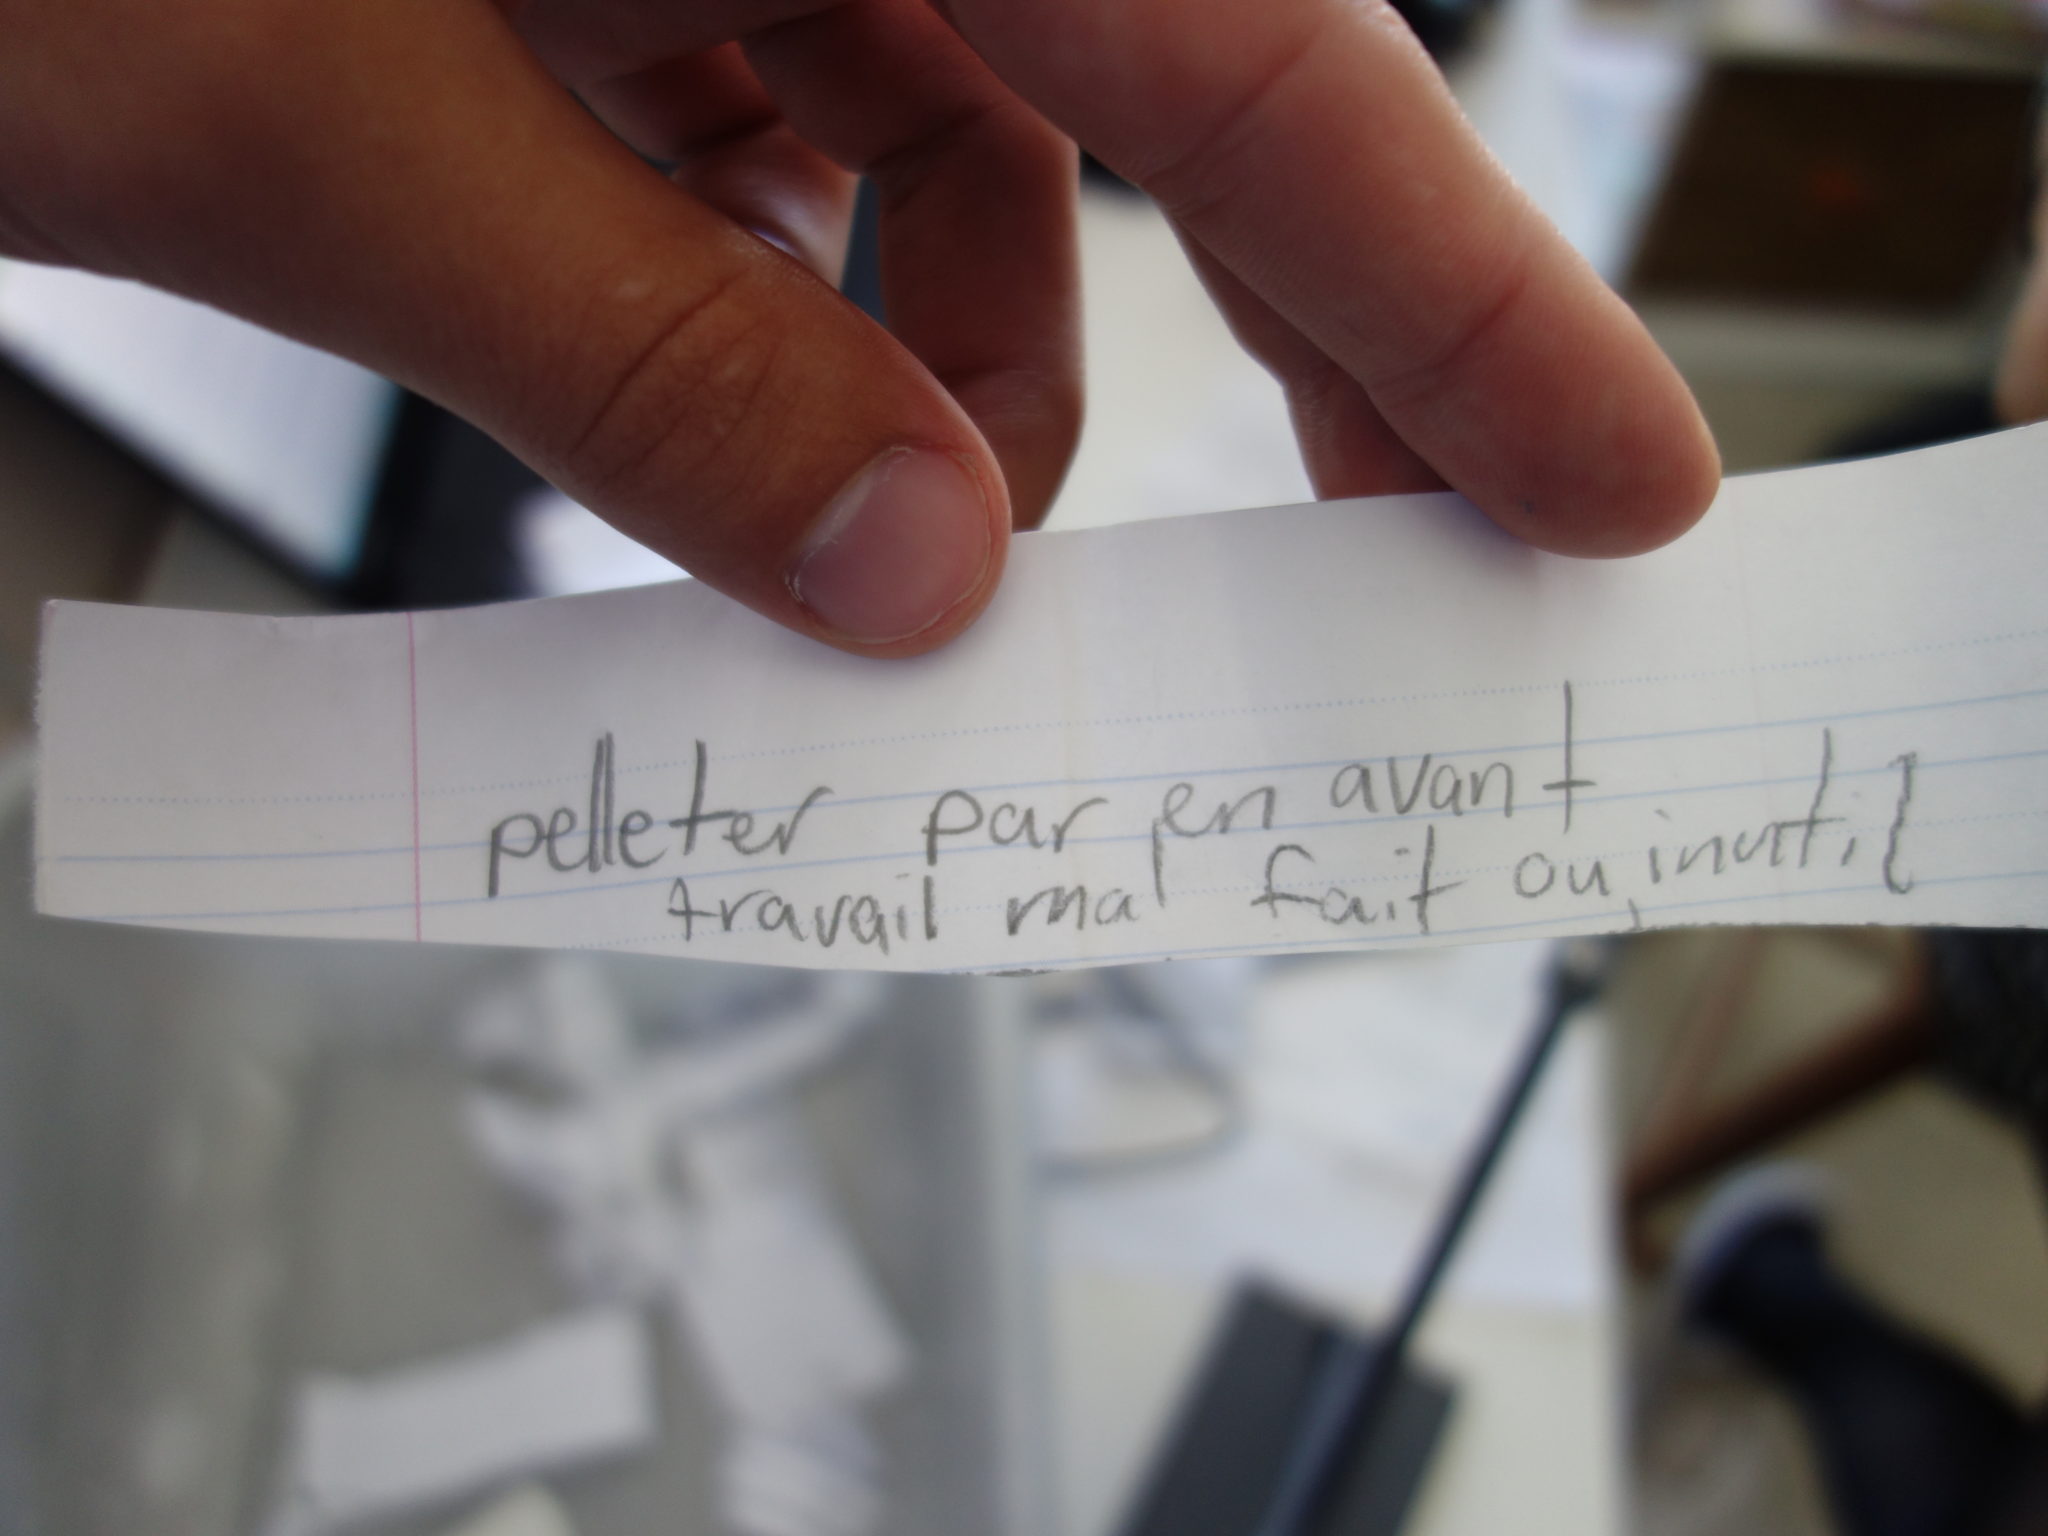 pelleter par en avant
travail mal fait ou inutil